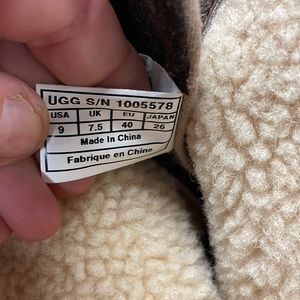 UGG S/N 1005578
USA UK EU JAPAN
9 7.5 40 26
Made In China
Fabrique en Chine